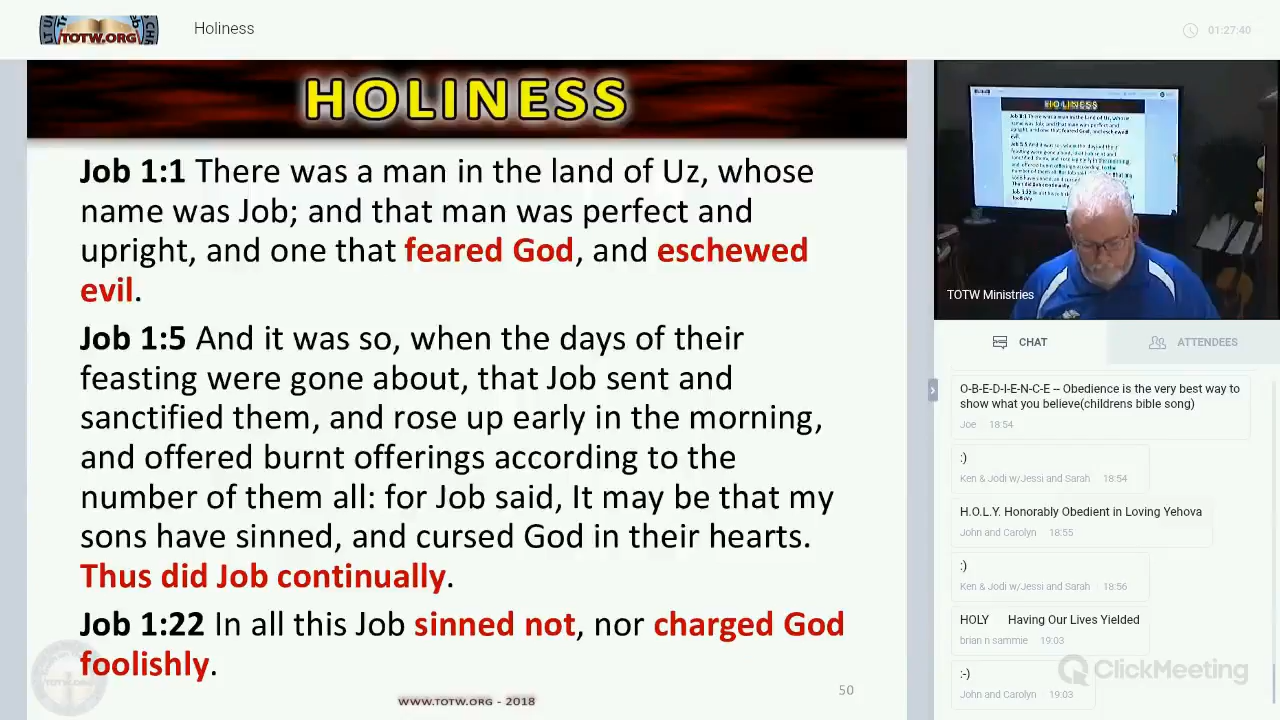 TOTW.ORG
Holiness
01:27:40
HOLINESS
Job 1:1 There was a man in the land of Uz, whose
name was Job; and that man was perfect and
upright, and one that feared God, and eschewed
evil.
Job 1:5 And it was so, when the days of their
feasting were gone about, that Job sent and
sanctified them, and rose up early in the morning,
and offered burnt offerings according to the
number of them all: for Job said, It may be that my
sons have sinned, and cursed God in their hearts.
Thus did Job continually.
Job 1:22 In all this Job sinned not, nor charged God
foolishly.
WWW.TOTW.ORG - 2018
50
HOLINESS
TOTW Ministries
CHAT
ATTENDEES
O-B-E-D-I-E-N-C-E -- Obedience is the very best way to
show what you believe(childrens bible song)
Joe 18:54
:)
Ken & Jodi w/Jessi and Sarah 18:54
H.O.L.Y. Honorably Obedient in Loving Yehova
John and Carolyn 18:55
:)
Ken & Jodi w/Jessi and Sarah 18:56
HOLY Having Our Lives Yielded
brian n sammie 19:03
:-)
John and Carolyn 19:03
ClickMeeting